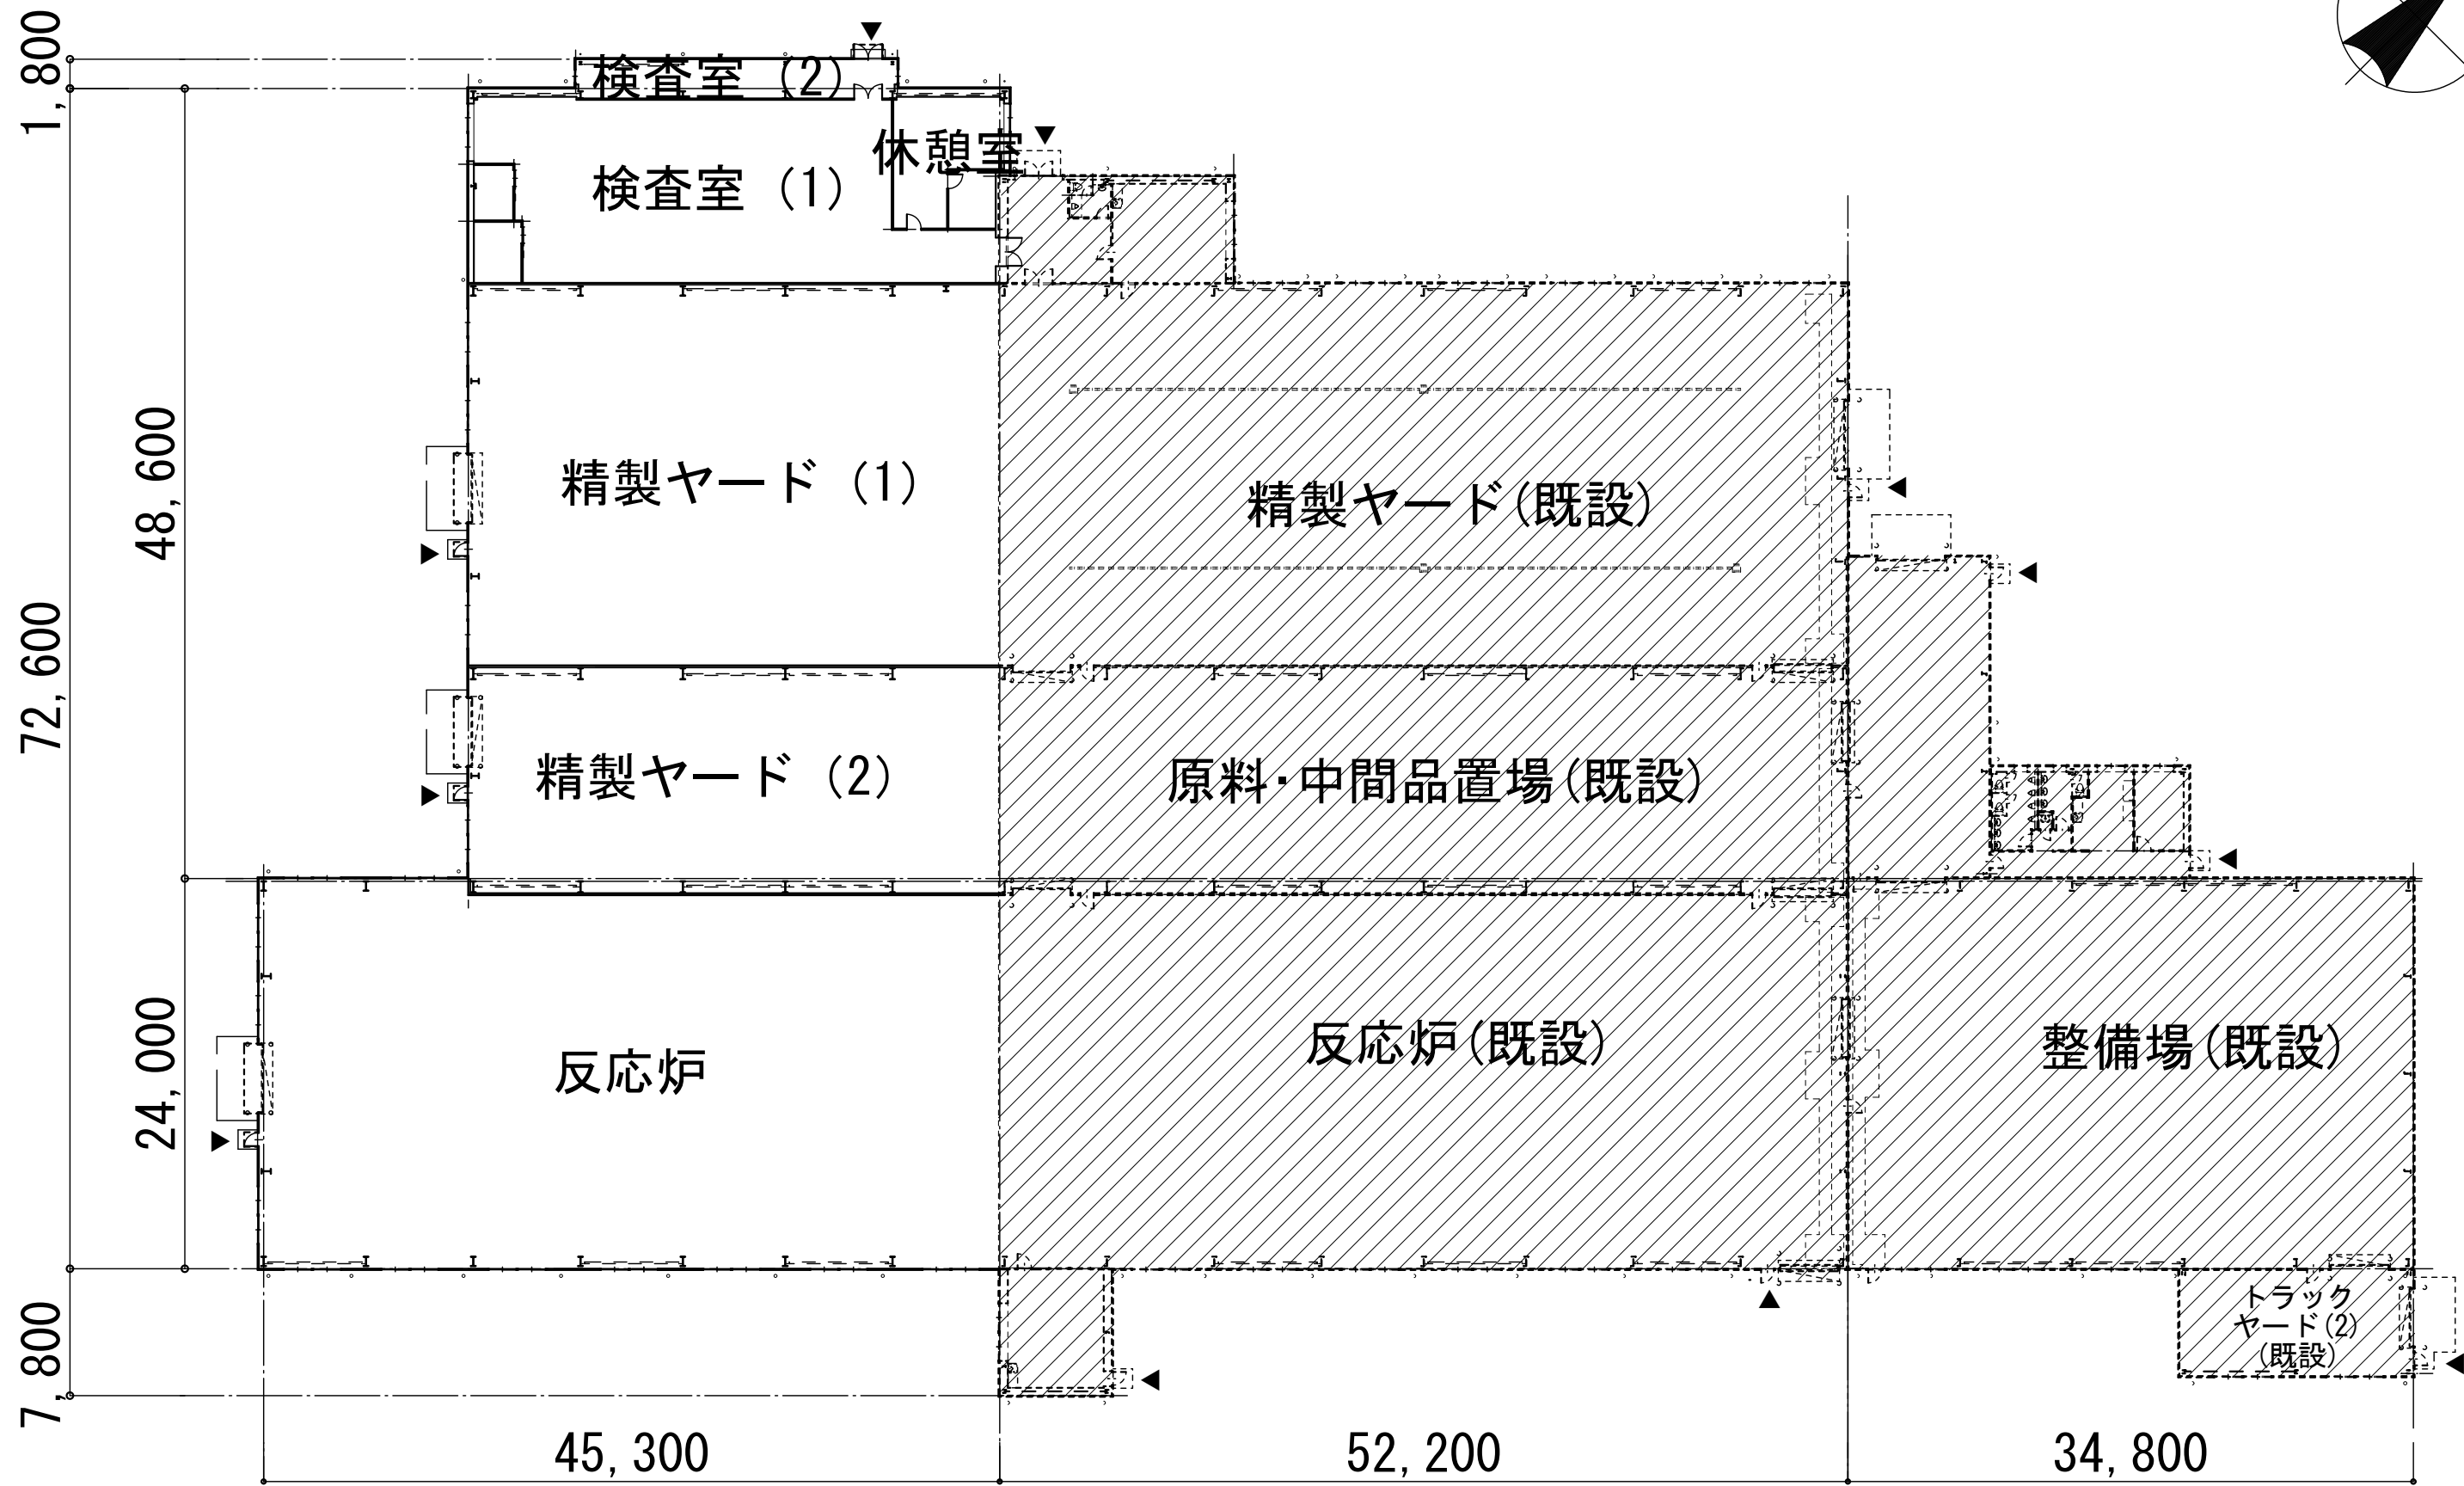 1,800
検査室 (2)
休憩室
検査室 (1)
48,600
精製ヤード (1)
精製ヤード(既設)
72,600
精製ヤード (2)
原料・中間品置場(既設)
24,000
反応炉
反応炉(既設)
整備場(既設)
7,800
トラック
ヤード(2)
(既設)
45,300
52,200
34,800